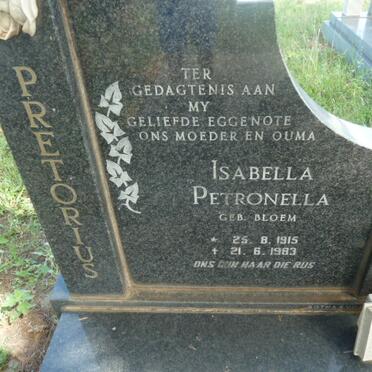 PRETORIUS
TER
GEDAGTENIS AAN
MY
GELIEFDE EGGENOTE
ONS MOEDER EN OUMA
ISABELLA
PETRONELLA
GEB. BLOEM
* 25. 8. 1915
† 21. 6. 1983
ONS GUN HAAR DIE RUS